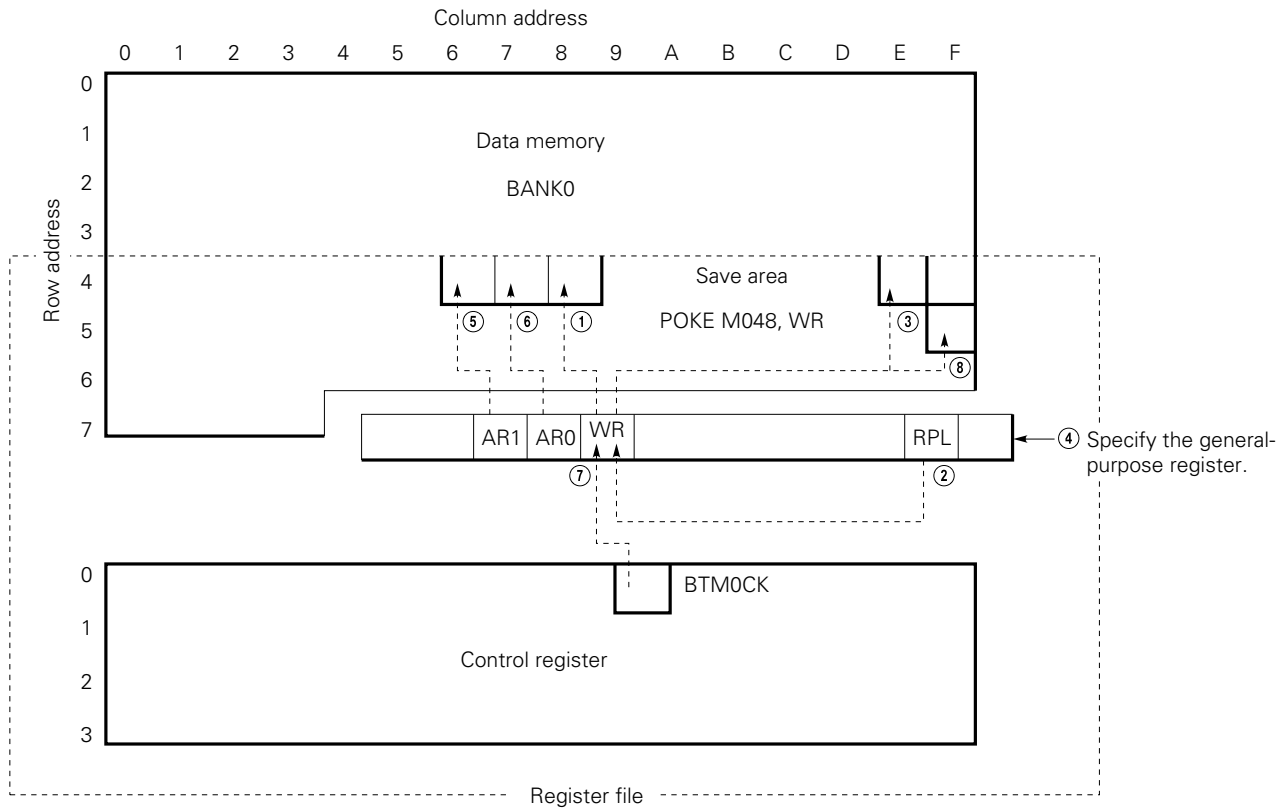 Column address
0 1 2 3 4 5 6 7 8 9 A B C D E F
Row address
0
1
2
3
4
5
6
7
Data memory
BANK0
Save area
POKE M048, WR
⑤ ⑥ ① ③
⑧
AR1 AR0 WR RPL
④ Specify the general-
purpose register.
⑦ ②
0
1
2
3
BTM0CK
Control register
Register file